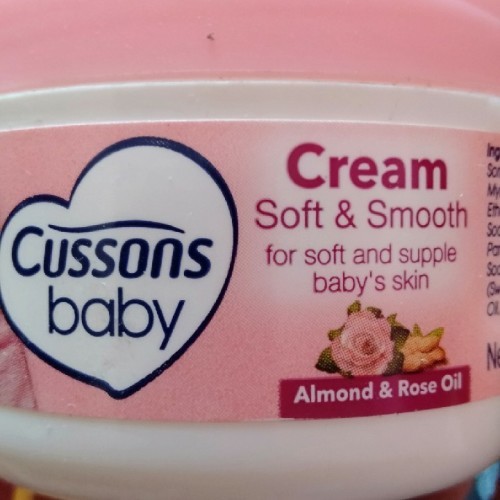 Cussons
baby
Cream
Soft & Smooth
for soft and supple
baby's skin
Almond & Rose Oil